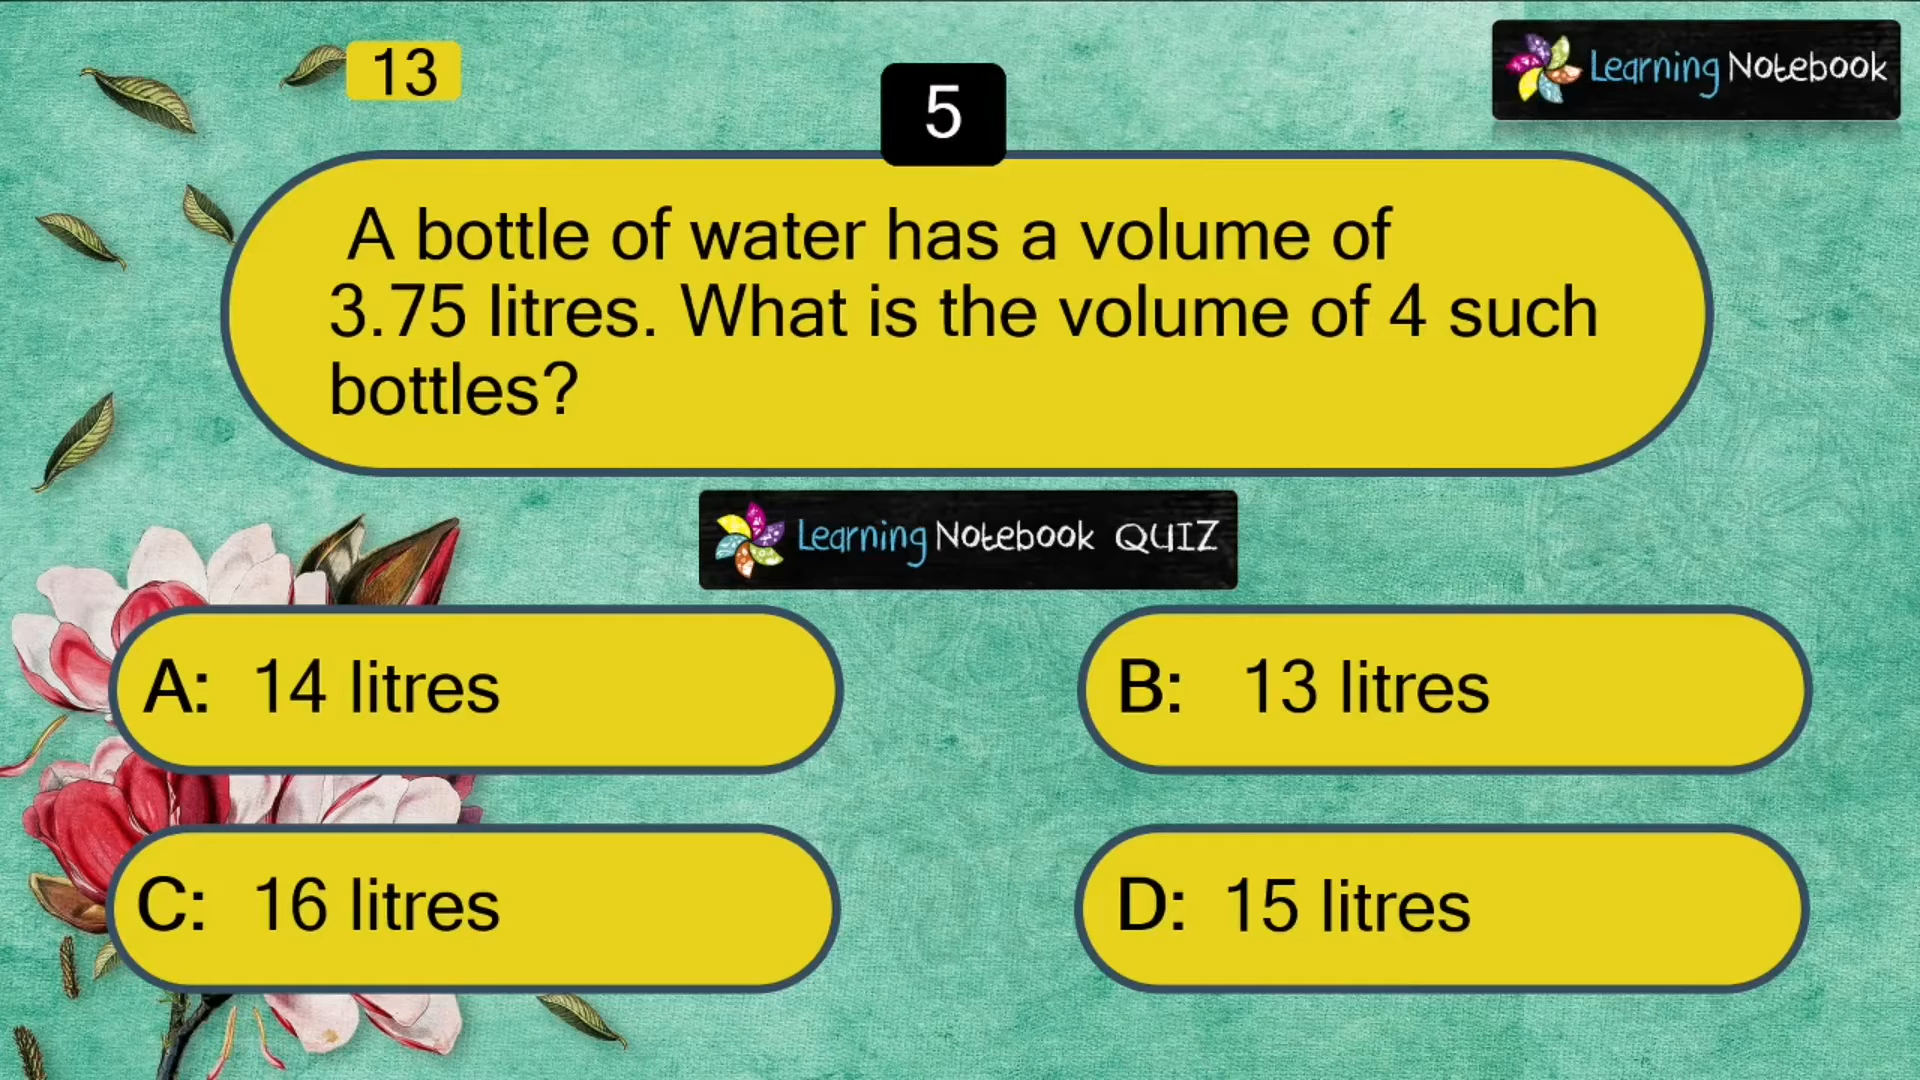 13
5
Learning Notebook
A bottle of water has a volume of
3.75 litres. What is the volume of 4 such
bottles?
Learning Notebook QUIZ
A: 14 litres
B: 13 litres
C: 16 litres
D: 15 litres